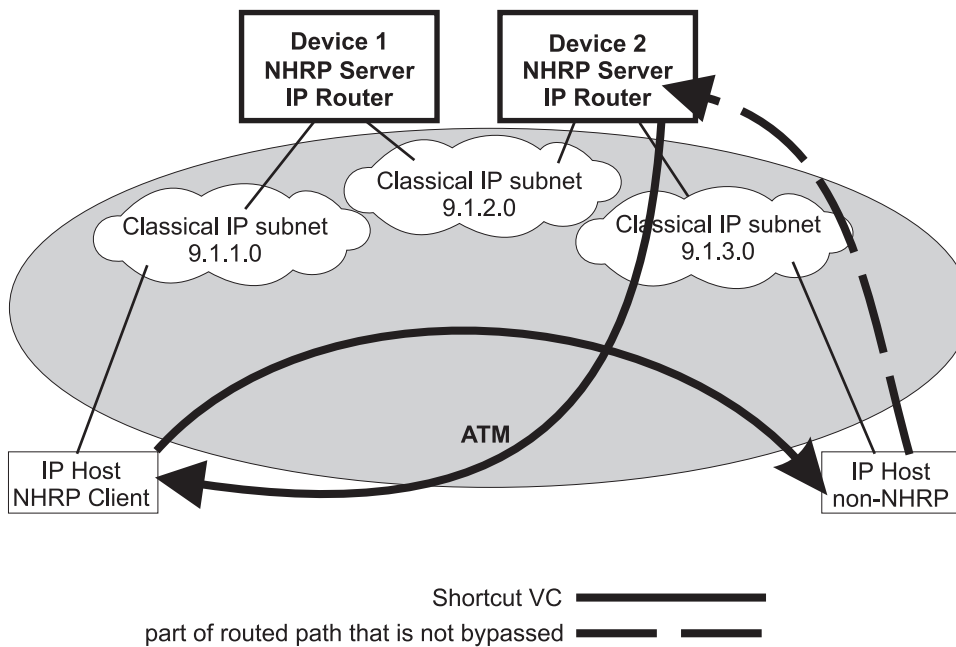 Device 1
NHRP Server
IP Router
Device 2
NHRP Server
IP Router
Classical IP subnet
9.1.2.0
Classical IP subnet
9.1.1.0
Classical IP subnet
9.1.3.0
ATM
IP Host
NHRP Client
IP Host
non-NHRP
Shortcut VC
part of routed path that is not bypassed